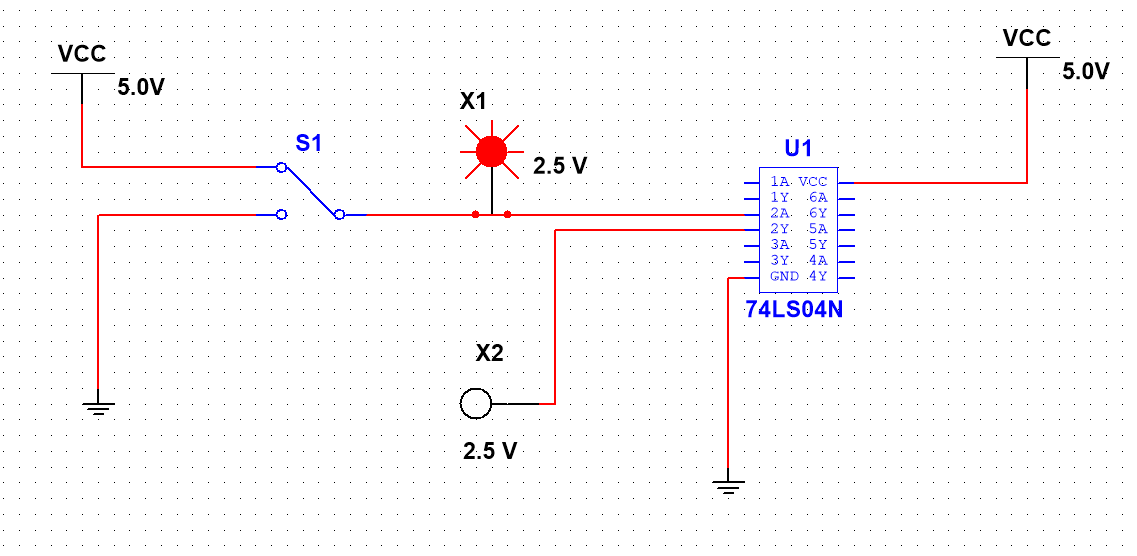 VCC
5.0V
VCC
5.0V
X1
2.5 V
S1
U1
1A VCC
1Y 6A
2A 6Y
2Y 5A
3A 5Y
3Y 4A
GND 4Y
74LS04N
X2
2.5 V